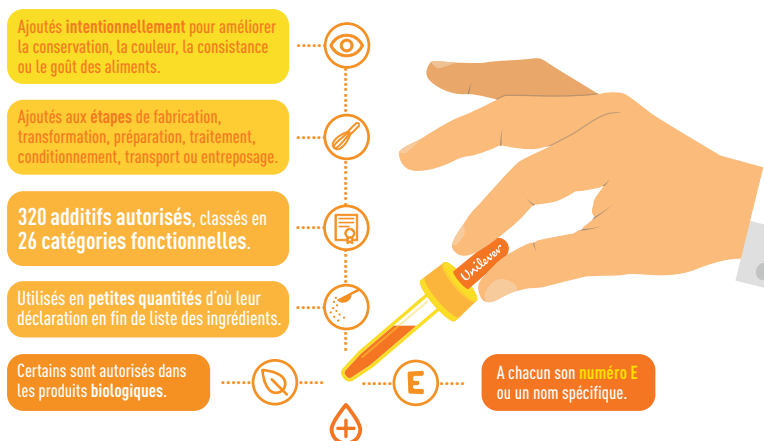 Ajoutés intentionnellement pour améliorer
la conservation, la couleur, la consistance
ou le goût des aliments.
Ajoutés aux étapes de fabrication,
transformation, préparation, traitement,
conditionnement, transport ou entreposage.
320 additifs autorisés, classés en
26 catégories fonctionnelles.
Unilever
Utilisés en petites quantités d'où leur
déclaration en fin de liste des ingrédients.
Certains sont autorisés dans
les produits biologiques.
E
A chacun son numéro E
ou un nom spécifique.